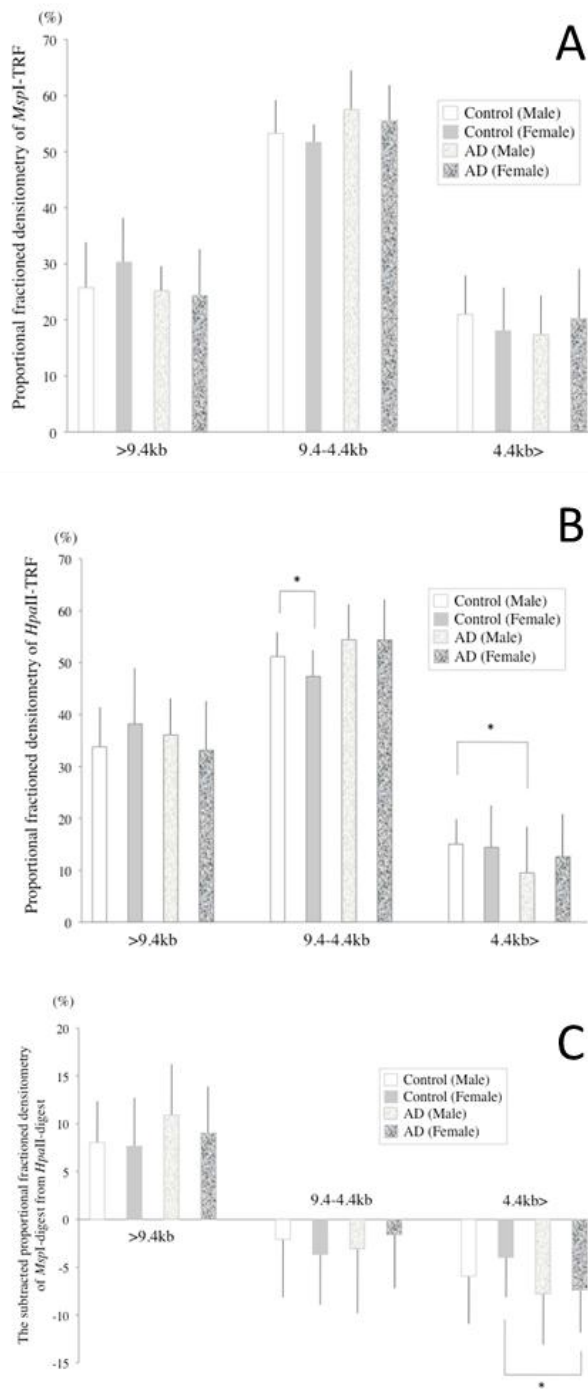 (%)
A
70
60
50
40
30
20
10
0
Proportional fractioned densitometry of MspI-TRF
Control (Male)
Control (Female)
AD (Male)
AD (Female)
>9.4kb
9.4-4.4kb
4.4kb>
(%)
B
70
60
50
40
30
20
10
0
Proportional fractioned densitometry of HpaII-TRF
*
Control (Male)
Control (Female)
AD (Male)
AD (Female)
*
>9.4kb
9.4-4.4kb
4.4kb>
(%)
C
20
15
10
5
0
-5
-10
-15
The subtracted proportional fractioned densitometry
of MspI-digest from HpaII-digest
Control (Male)
Control (Female)
AD (Male)
AD (Female)
9.4-4.4kb
4.4kb>
>9.4kb
*